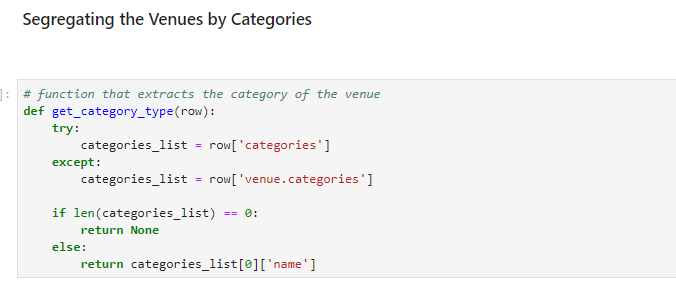 Segregating the Venues by Categories
]: # function that extracts the category of the venue
def get_category_type(row):
    try:
        categories_list = row['categories']
    except:
        categories_list = row['venue.categories']

    if len(categories_list) == 0:
        return None
    else:
        return categories_list[0]['name']